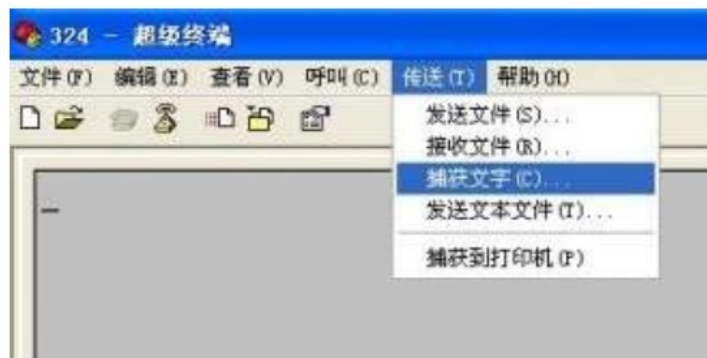 324 - 超级终端
文件(F) 编辑(E) 查看(V) 呼叫(C) 传送(T) 帮助(H)
发送文件(S)...
接收文件(R)...
捕获文字(C)...
发送文本文件(T)...
捕获到打印机(P)